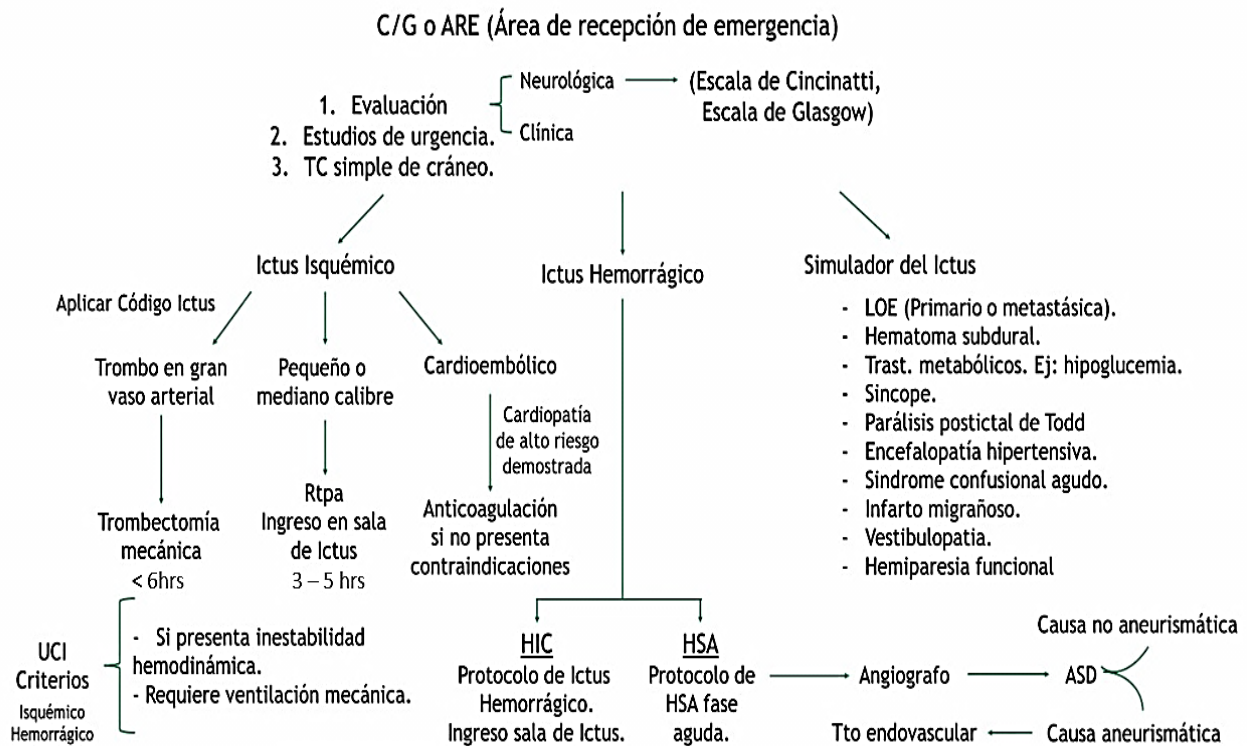 C/G o ARE (Área de recepción de emergencia)
1. Evaluación
2. Estudios de urgencia.
3. TC simple de cráneo.
Neurológica
Clínica
(Escala de Cincinatti,
Escala de Glasgow)
Ictus Isquémico
Aplicar Código Ictus
Trombo en gran
vaso arterial
Trombectomía
mecánica
< 6hrs
Pequeño o
mediano calibre
Rtpa
Ingreso en sala
de Ictus
3 – 5 hrs
Cardioembólico
Cardiopatía
de alto riesgo
demostrada
Anticoagulación
si no presenta
contraindicaciones
Ictus Hemorrágico
Simulador del Ictus
- LOE (Primario o metastásica).
- Hematoma subdural.
- Trast. metabólicos. Ej: hipoglucemia.
- Sincope.
- Parálisis postictal de Todd
- Encefalopatía hipertensiva.
- Sindrome confusional agudo.
- Infarto migrañoso.
- Vestibulopatia.
- Hemiparesia funcional
UCI
Criterios
Isquémico
Hemorrágico
- Si presenta inestabilidad
hemodinámica.
- Requiere ventilación mecánica.
HIC
Protocolo de Ictus
Hemorrágico.
Ingreso sala de Ictus.
HSA
Protocolo de
HSA fase
aguda.
Angiografo
ASD
Causa no aneurismática
Causa aneurismática
Tto endovascular